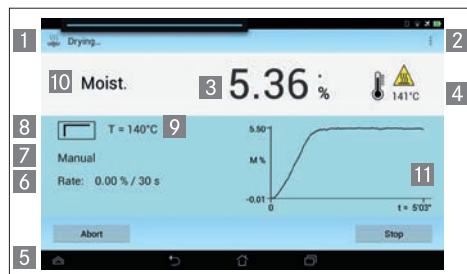 1 Drying... 2
10 Moist. 3 5.36 % 141°C 4
8 T = 140°C 9 5.50
7 Manual M %
6 Rate: 0.00 % / 30 s 11
-0.01
0 t = 5'03"
Abort Stop
5